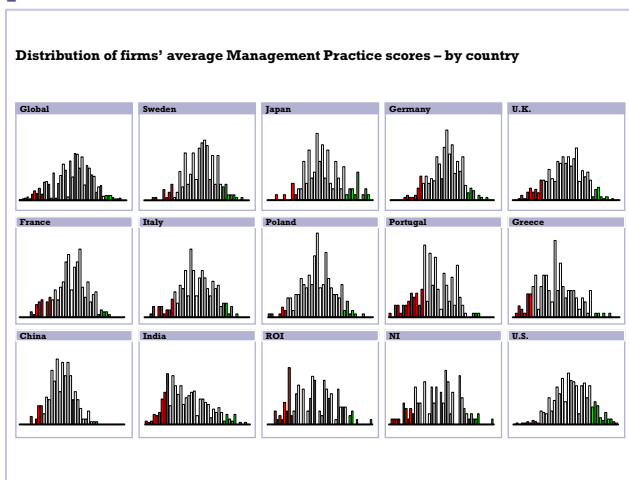 Distribution of firms' average Management Practice scores – by country
Global
Sweden
Japan
Germany
U.K.
France
Italy
Poland
Portugal
Greece
China
India
ROI
NI
U.S.